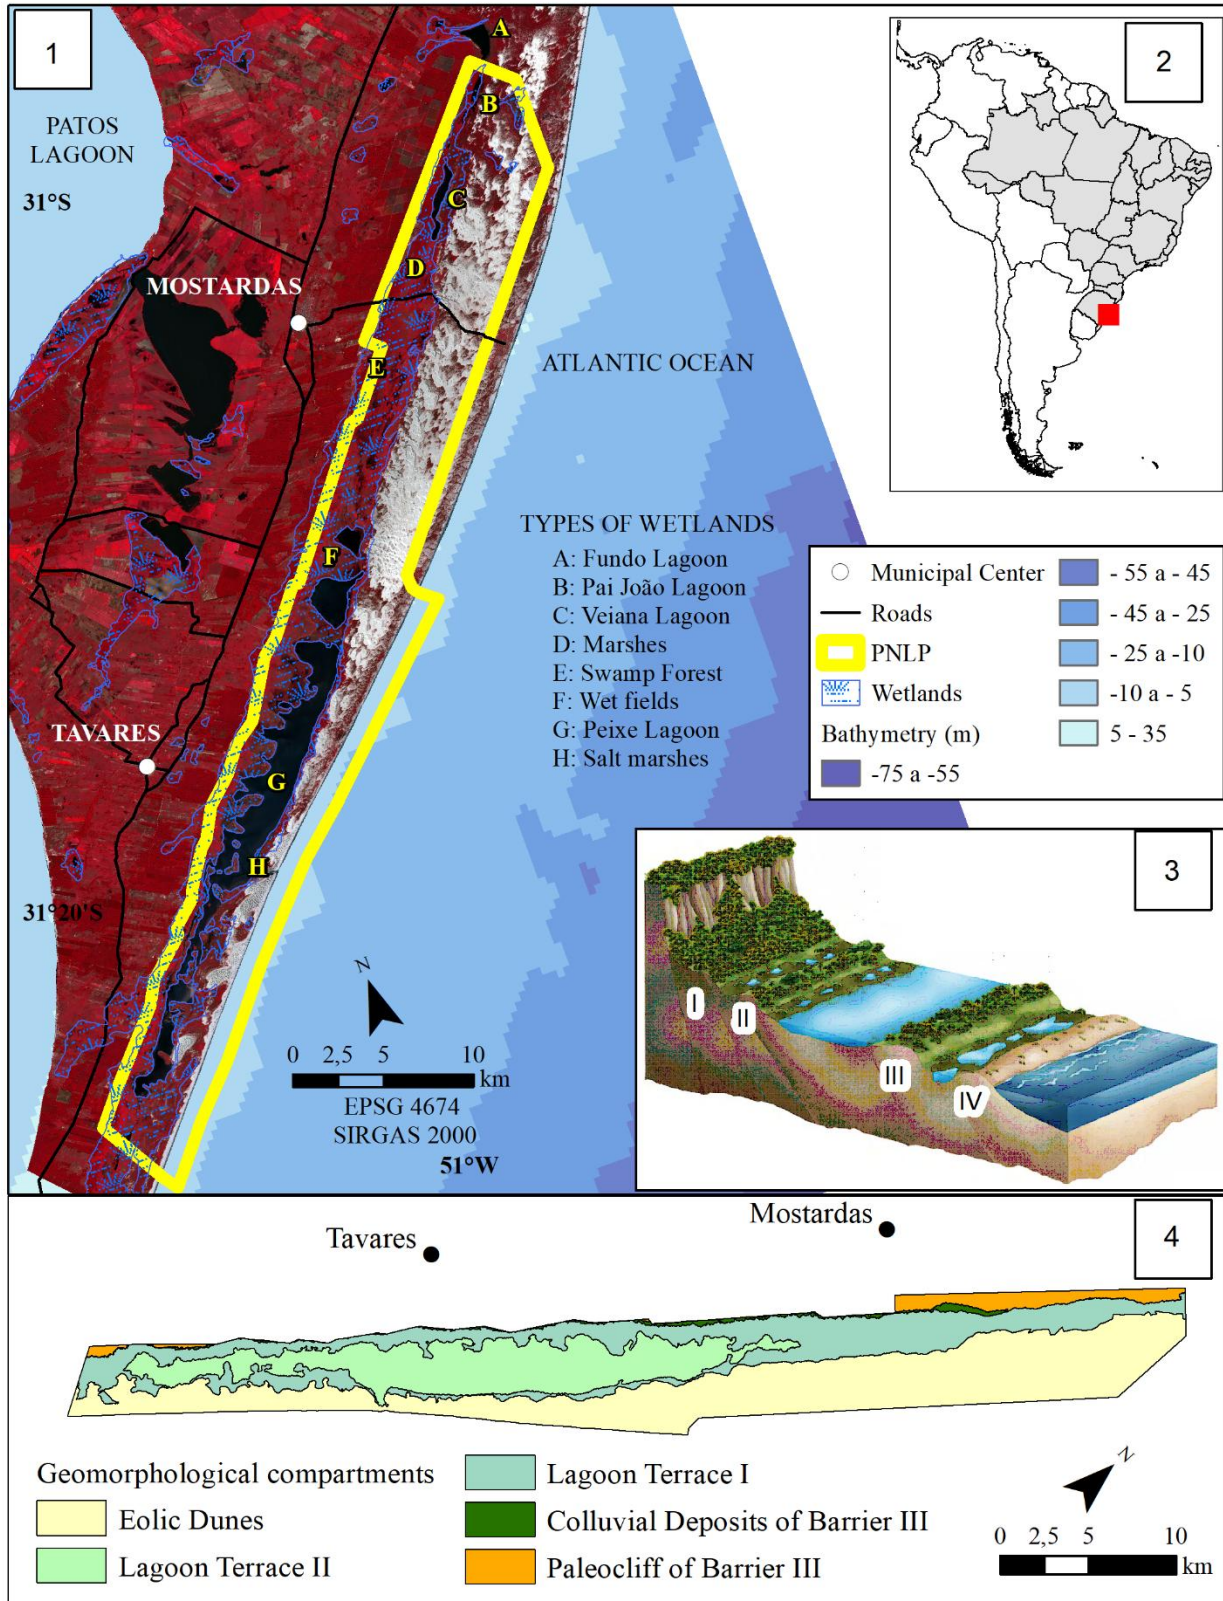 1
PATOS
LAGOON
31°S
MOSTARDAS
TAVARES
31°20'S
A
B
C
D
E
F
G
H
ATLANTIC OCEAN
TYPES OF WETLANDS
A: Fundo Lagoon
B: Pai João Lagoon
C: Veiana Lagoon
D: Marshes
E: Swamp Forest
F: Wet fields
G: Peixe Lagoon
H: Salt marshes
N
0 2,5 5 10
km
EPSG 4674
SIRGAS 2000
51°W
2
Municipal Center
Roads
PNLP
Wetlands
Bathymetry (m)
-75 a -55
- 55 a - 45
- 45 a - 25
- 25 a -10
-10 a - 5
5 - 35
3
I
II
III
IV
4
Tavares
Mostardas
Geomorphological compartments
Eolic Dunes
Lagoon Terrace II
Lagoon Terrace I
Colluvial Deposits of Barrier III
Paleocliff of Barrier III
N
0 2,5 5 10
km